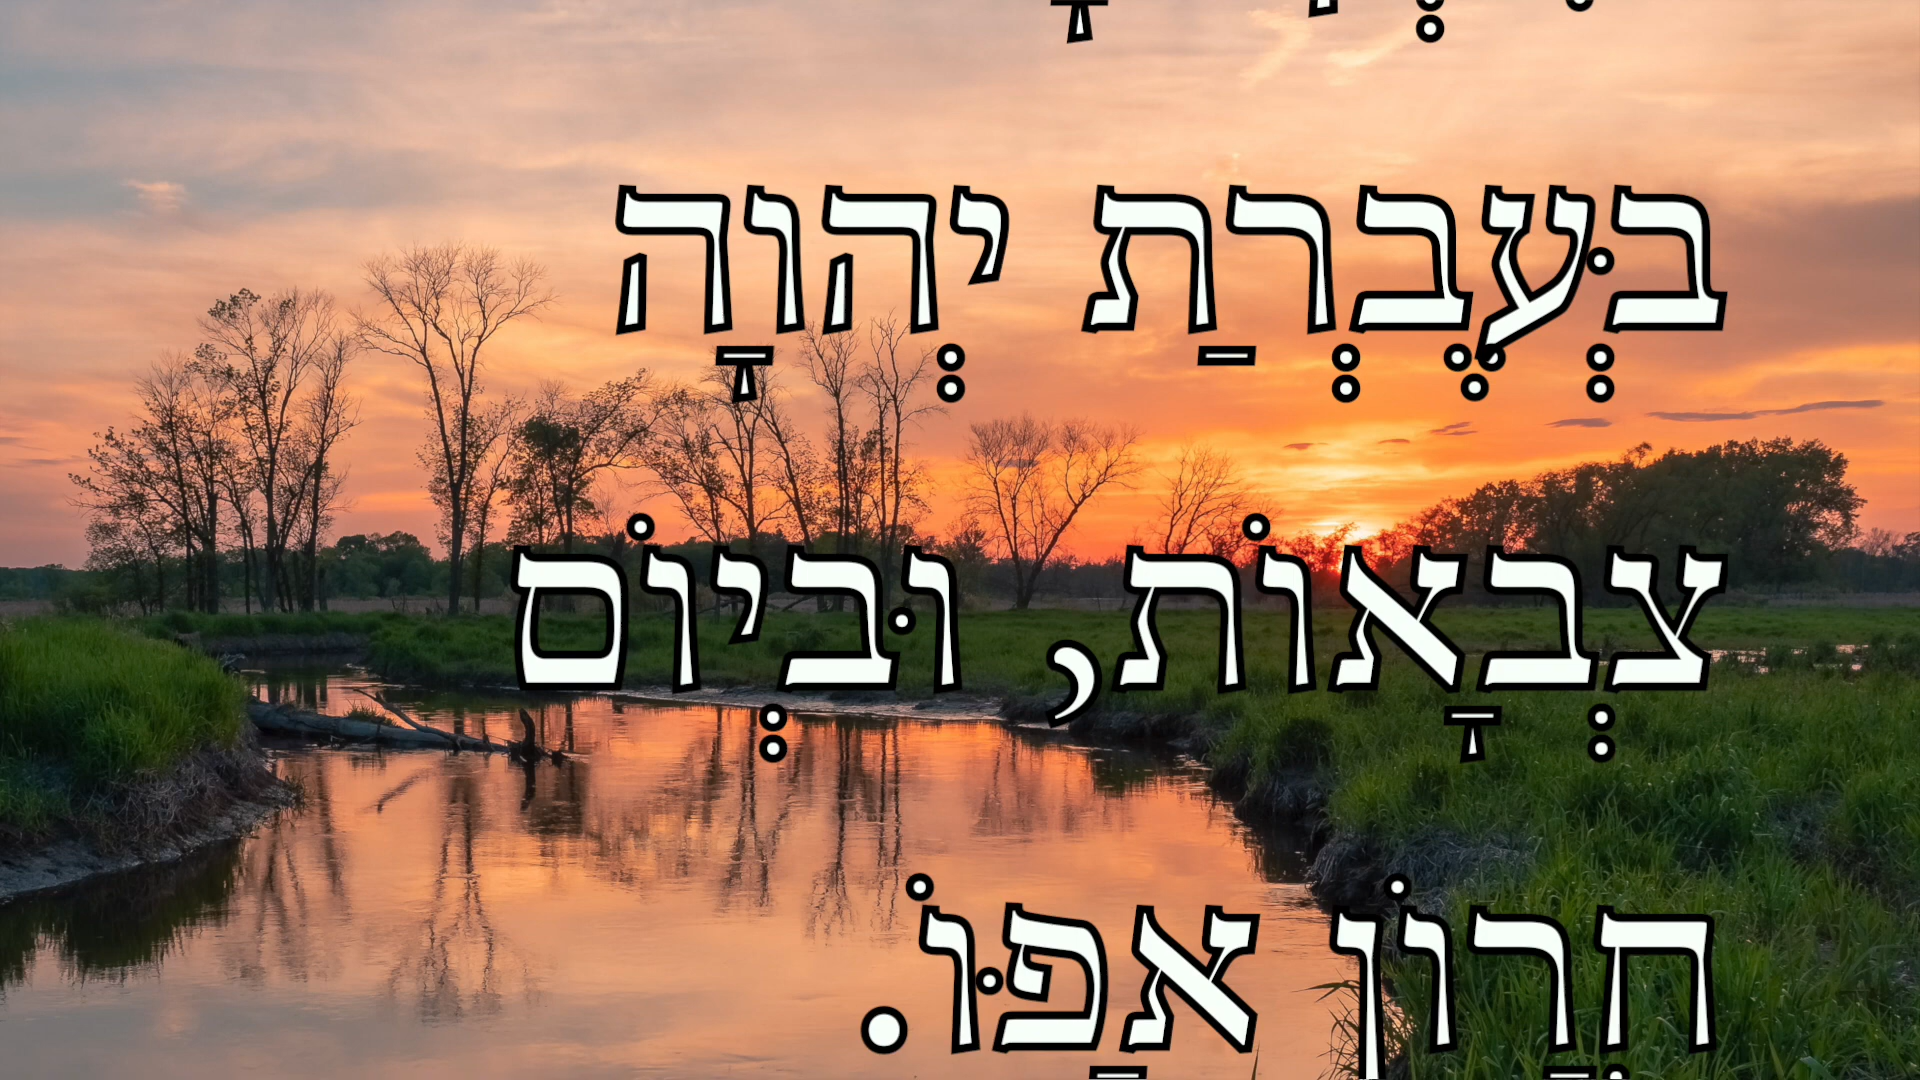 בְּעֶבְרַת יְהוָה
צְבָאוֹת, וּבְיוֹם
חֲרוֹן אַפּוֹ.